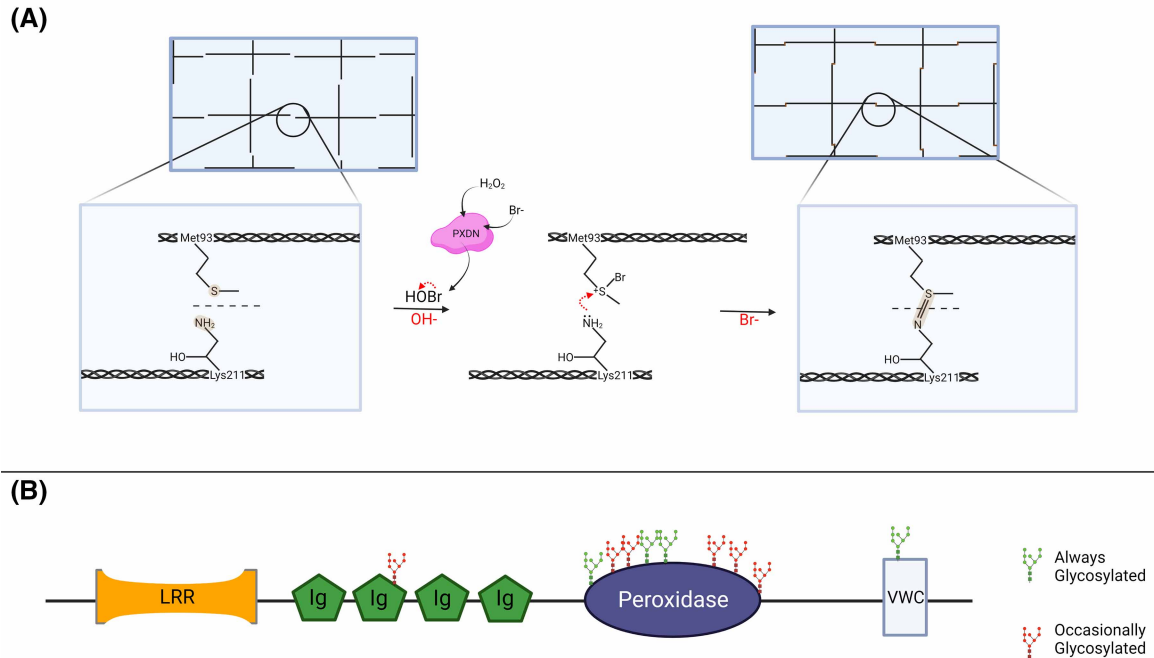 (A)
H₂O₂
Br-
PXDN
Met93
S
NH₂
HO
Lys211
HOBr
OH-
Met93
Br
+S
N̈H₂
HO
Lys211
Br-
Met93
S
N
HO
Lys211
(B)
LRR
Ig
Ig
Ig
Ig
Peroxidase
VWC
Always
Glycosylated
Occasionally
Glycosylated